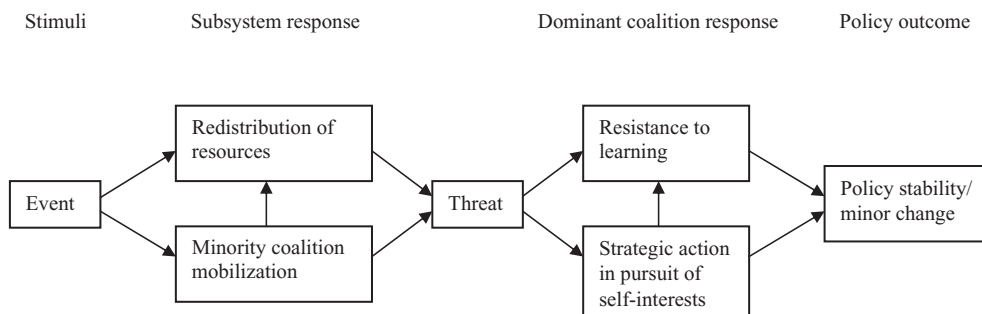 Stimuli
Subsystem response
Dominant coalition response
Policy outcome
Redistribution of
resources
Resistance to
learning
Event
Threat
Policy stability/
minor change
Minority coalition
mobilization
Strategic action
in pursuit of
self-interests